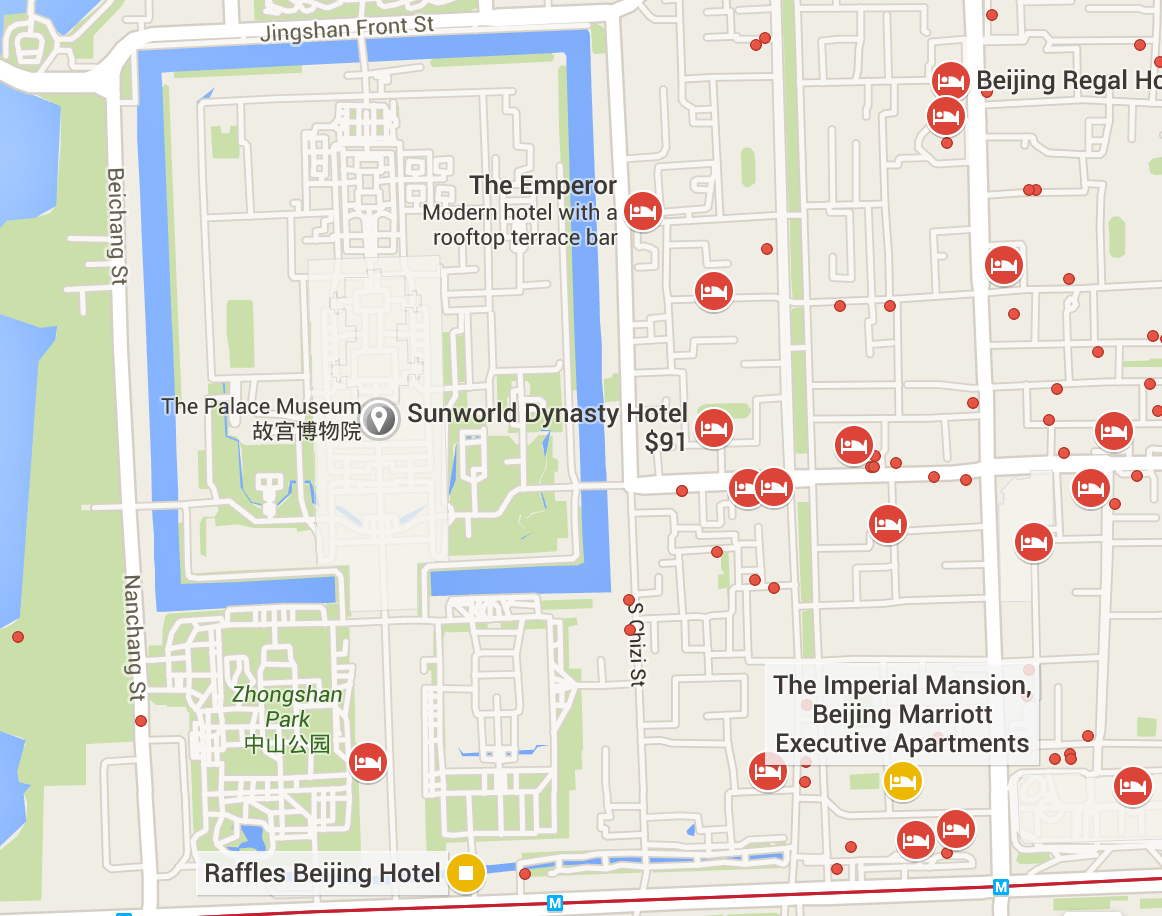 Jingshan Front St
Beijing Regal Ho
Beichang St
The Emperor
Modern hotel with a
rooftop terrace bar
The Palace Museum
故宫博物院
Sunworld Dynasty Hotel
$91
Nanchang St
S Chizi St
Zhongshan
Park
中山公园
The Imperial Mansion,
Beijing Marriott
Executive Apartments
Raffles Beijing Hotel
M
M